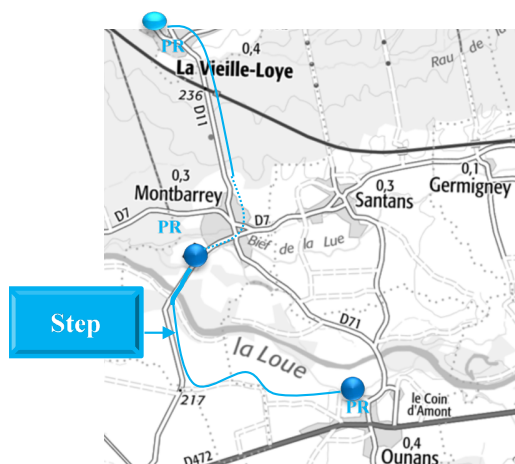 PR
0,4
Rau de
La Vieille-Loye
236
D11
0,3
Montbarrey
0,1
Germigney
0,3
Santans
D7
PR
D7
Bief de la Lue
Step
D71
la Loue
217
PR
le Coin
d'Amont
D472
0,4
Ounans